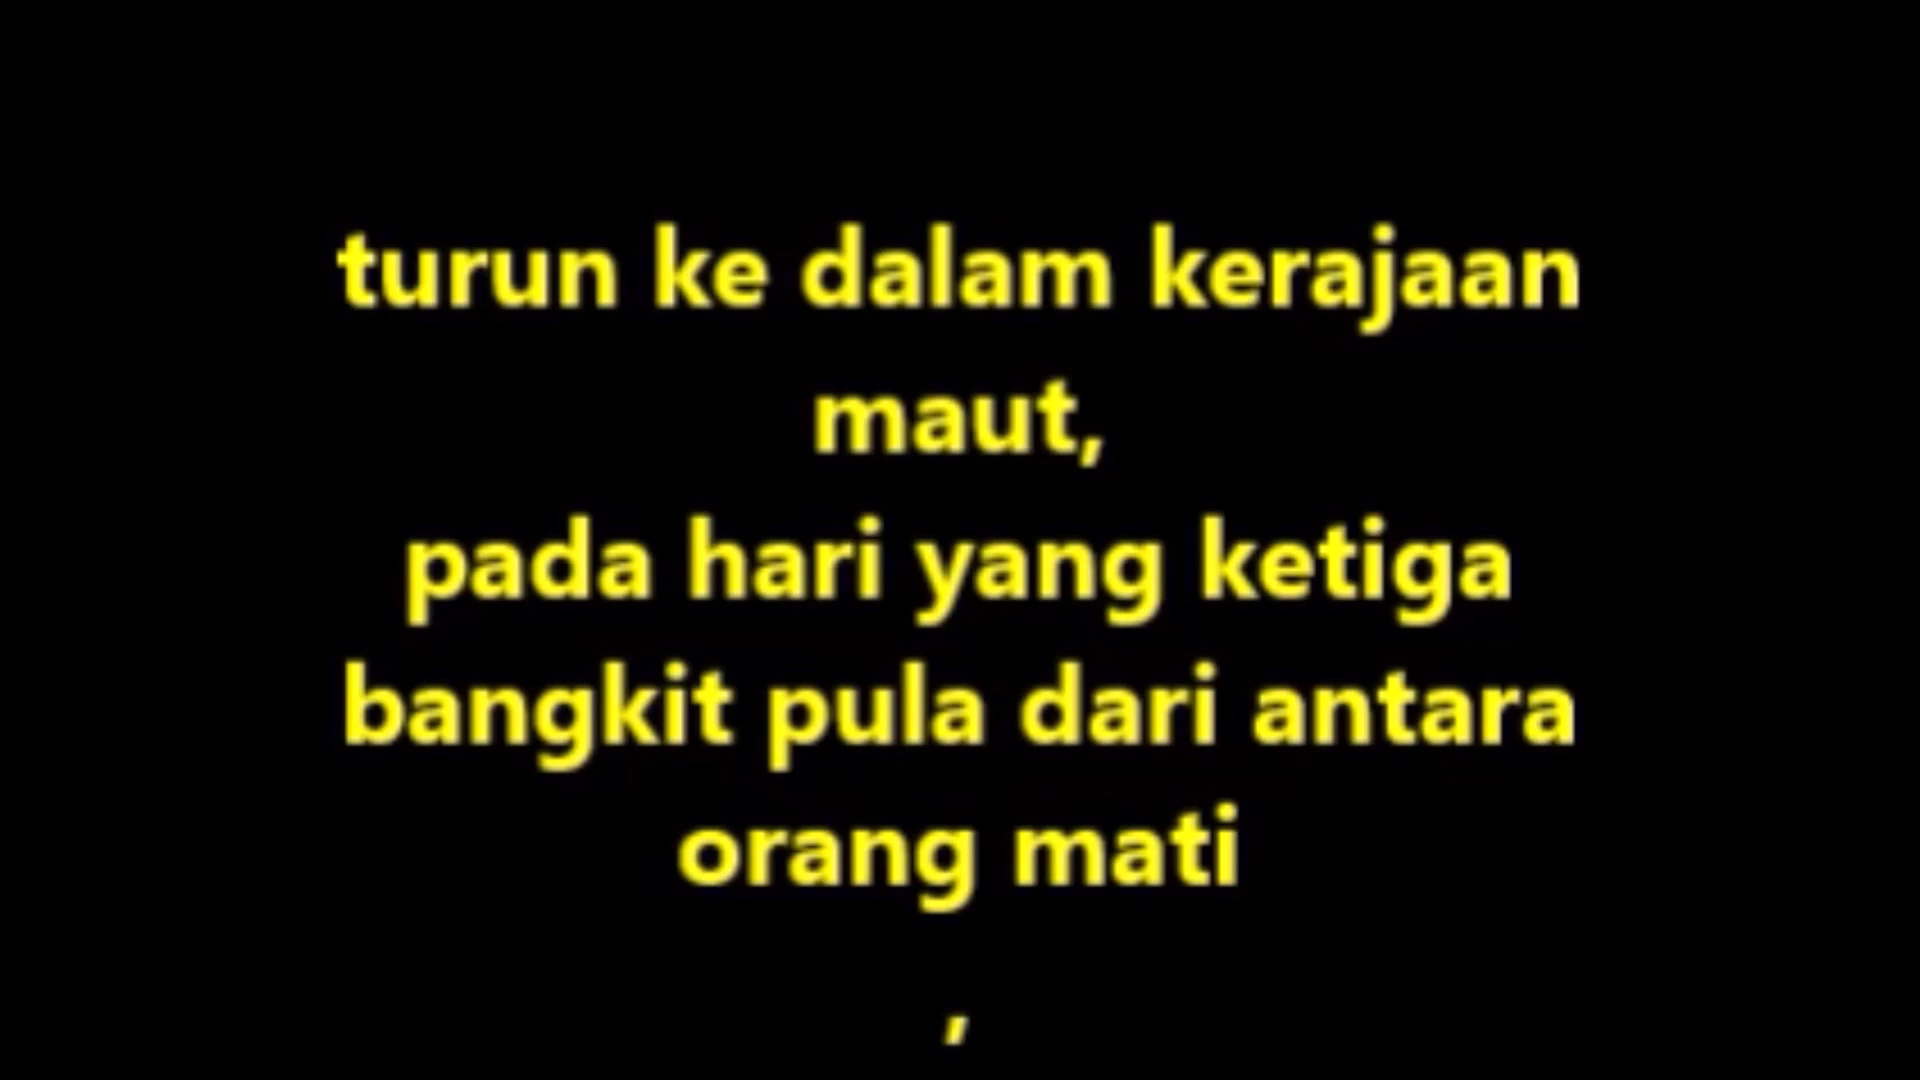 turun ke dalam kerajaan
maut,
pada hari yang ketiga
bangkit pula dari antara
orang mati
,